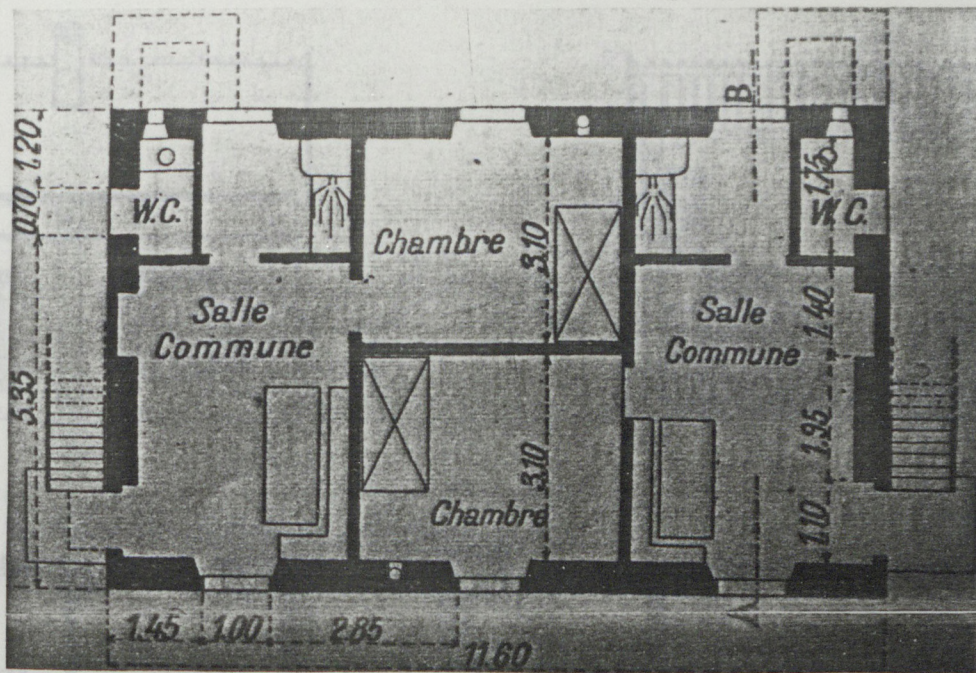 B
1.20
0.70
5.35
W.C.
1.75
W.C.
Chambre
3.10
Salle
Commune
Salle
Commune
1.40
1.95
3.10
Chambre
1.10
A
1.45
1.00
2.85
11.60